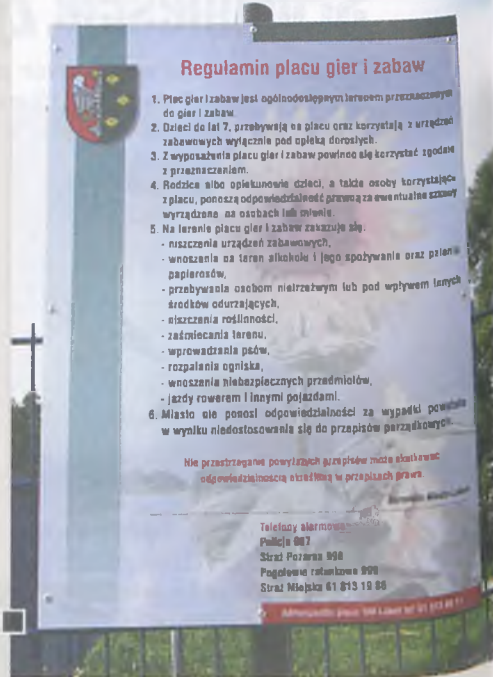 Regulamin placu gier i zabaw
1. Plac gier i zabaw jest ogólnodostępnym terenem przeznaczonym
do gier i zabaw.
2. Dzieci do lat 7, przebywają na placu oraz korzystają z urządzeń
zabawowych wyłącznie pod opieką dorosłych.
3. Z wyposażenia placu gier i zabaw powinno się korzystać zgodnie
z przeznaczeniem.
4. Rodzice albo opiekunowie dzieci, a także osoby korzystające
z placu, ponoszą odpowiedzialność prawną za ewentualne szkody
wyrządzone na osobach lub mieniu.
5. Na terenie placu gier i zabaw zakazuje się:
- niszczenia urządzeń zabawowych,
- wnoszenia na teren alkoholu i jego spożywanie oraz palenia
papierosów,
- przebywania osobom nietrzeźwym lub pod wpływem innych
środków odurzających,
- niszczenia roślinności,
- zaśmiecania terenu,
- wprowadzania psów,
- rozpalania ogniska,
- wnoszenia niebezpiecznych przedmiotów,
- jazdy rowerem i innymi pojazdami.
6. Miasto nie ponosi odpowiedzialności za wypadki powstałe
w wyniku niedostosowania się do przepisów porządkowych.
Nie przestrzeganie powyższych przepisów może skutkować
odpowiedzialnością określoną w przepisach prawa.
Telefony alarmowe
Policja 997
Straż Pożarna 998
Pogotowie ratunkowe 999
Straż Miejska 61 813 19 86